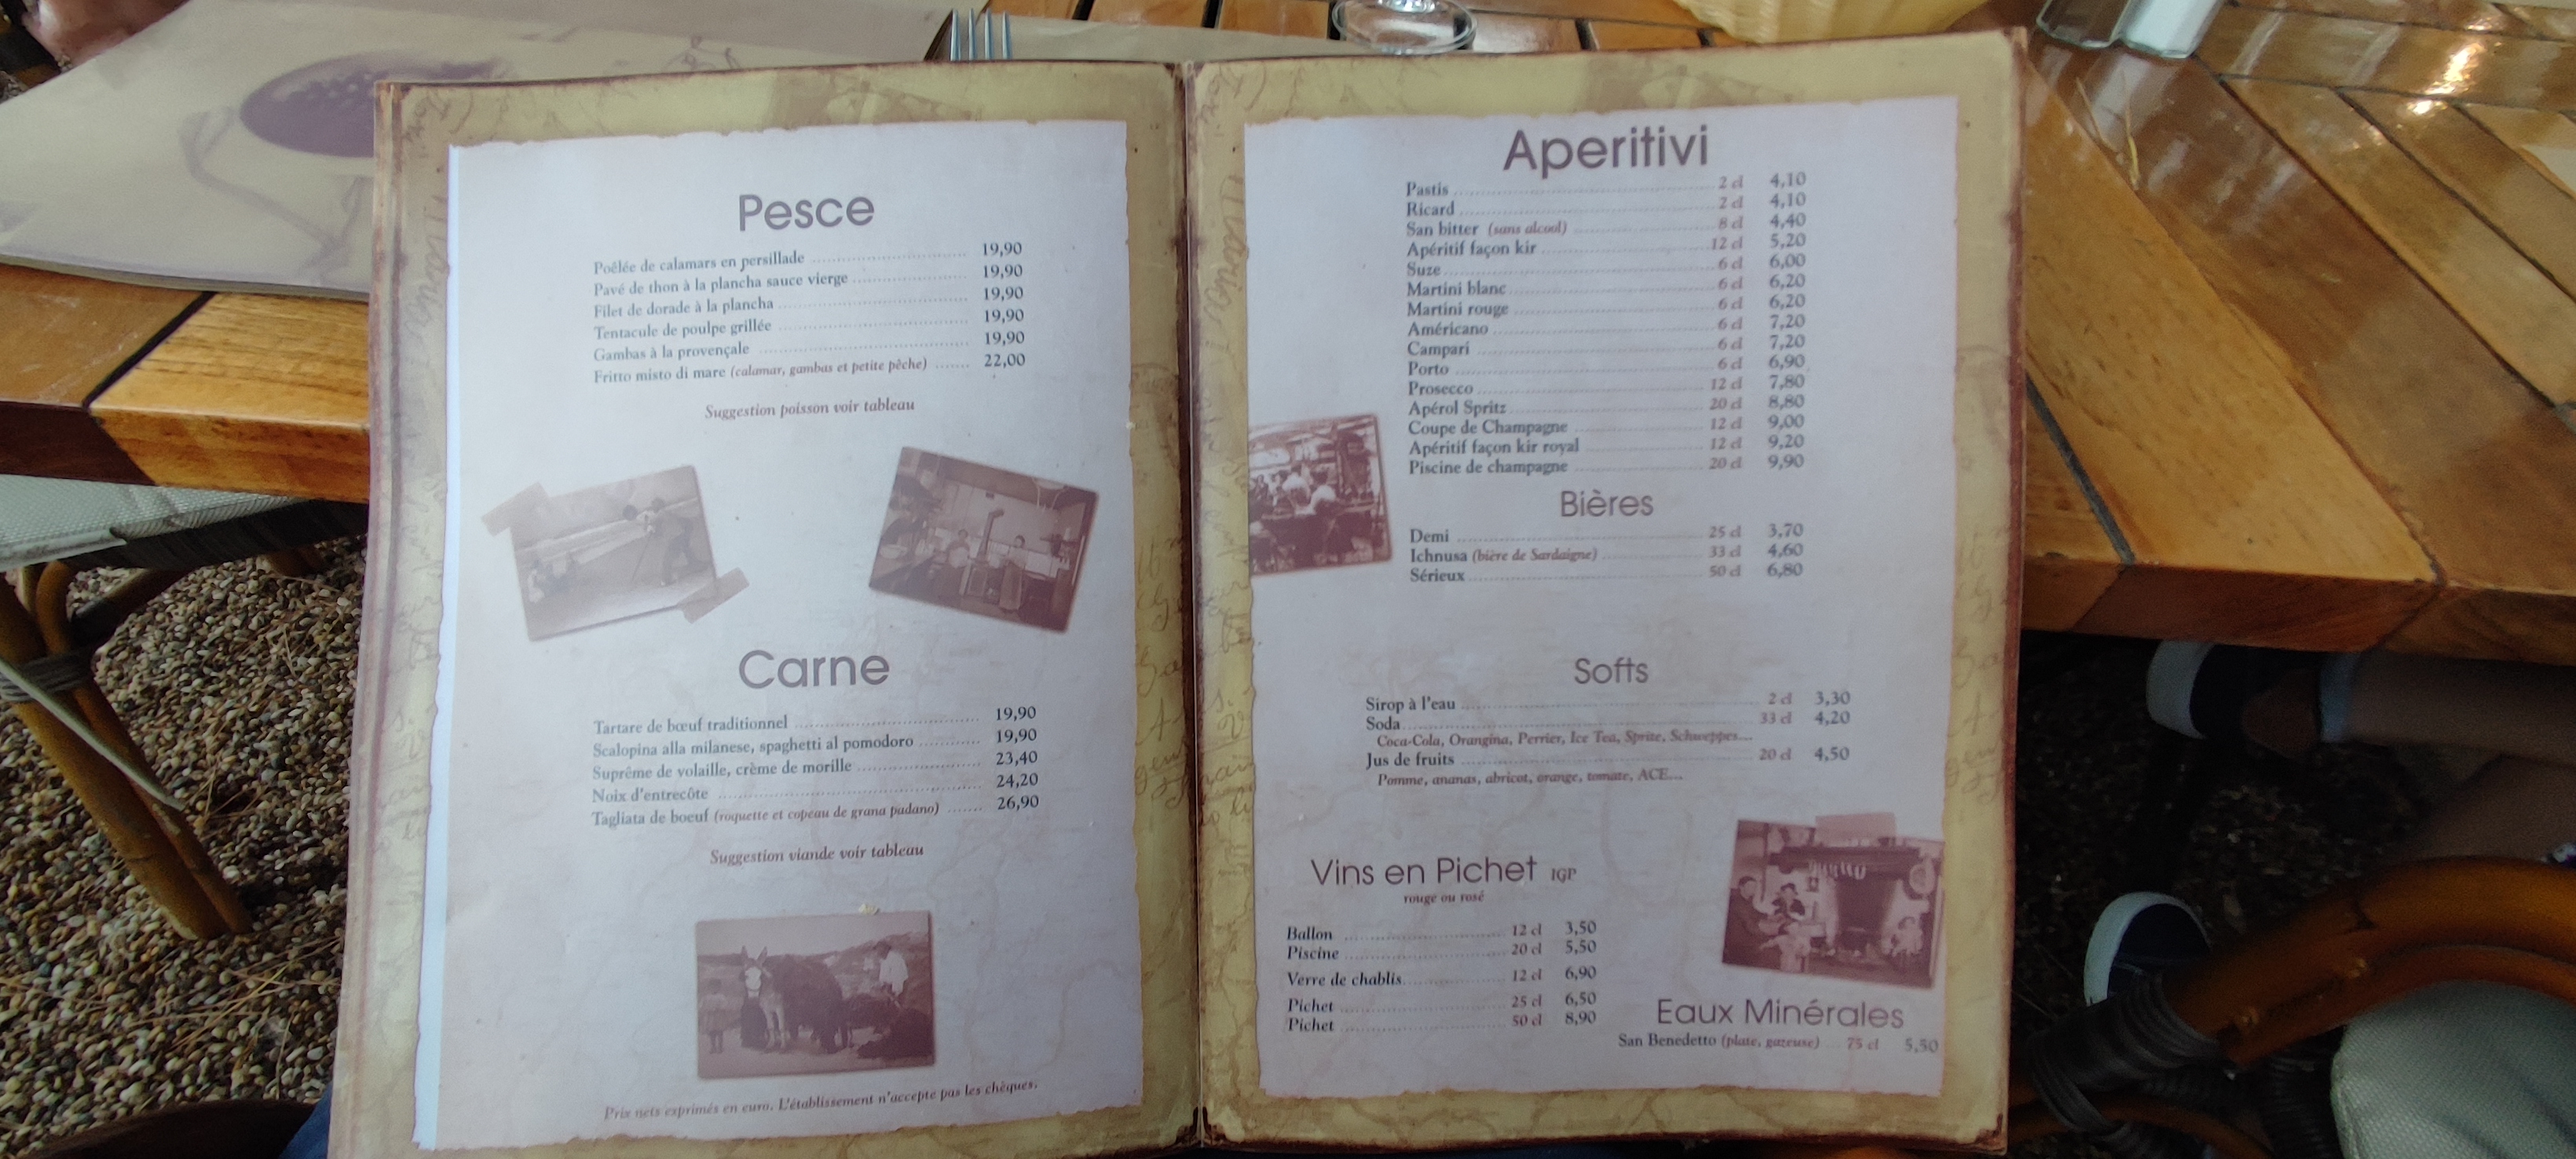 Pesce
Poêlée de calamars en persillade 19,90
Pavé de thon à la plancha sauce vierge 19,90
Filet de dorade à la plancha 19,90
Tentacule de poulpe grillée 19,90
Gambas à la provençale 19,90
Fritto misto di mare (calamar, gambas et petite pêche) 22,00
Suggestion poisson voir tableau
Carne
Tartare de bœuf traditionnel 19,90
Scalopina alla milanese, spaghetti al pomodoro 19,90
Suprême de volaille, crème de morille 23,40
Noix d'entrecôte 24,20
Tagliata de boeuf (roquette et copeau de grana padano) 26,90
Suggestion viande voir tableau
Prix nets exprimés en euro. L'établissement n'accepte pas les chèques.
Aperitivi
Pastis 2 cl 4,10
Ricard 2 cl 4,10
San bitter (sans alcool) 8 cl 4,40
Apéritif façon kir 12 cl 5,20
Suze 6 cl 6,00
Martini blanc 6 cl 6,20
Martini rouge 6 cl 6,20
Américano 6 cl 7,20
Campari 6 cl 7,20
Porto 6 cl 6,90
Prosecco 12 cl 7,80
Apérol Spritz 20 cl 8,80
Coupe de Champagne 12 cl 9,00
Apéritif façon kir royal 12 cl 9,20
Piscine de champagne 20 cl 9,90
Bières
Demi 25 cl 3,70
Ichnusa (bière de Sardaigne) 33 cl 4,60
Sérieux 50 cl 6,80
Softs
Sirop à l'eau 2 cl 3,30
Soda 33 cl 4,20
Coca-Cola, Orangina, Perrier, Ice Tea, Sprite, Schweppes...
Jus de fruits 20 cl 4,50
Pomme, ananas, abricot, orange, tomate, ACE...
Vins en Pichet IGP
rouge ou rosé
Ballon 12 cl 3,50
Piscine 20 cl 5,50
Verre de chablis 12 cl 6,90
Pichet 25 cl 6,50
Pichet 50 cl 8,90
Eaux Minérales
San Benedetto (plate, gazeuse) 75 cl 5,50